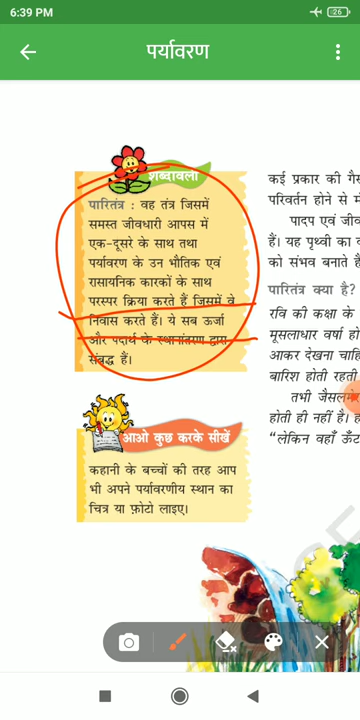 6:39 PM
26
पर्यावरण
शब्दावली
पारितंत्र : वह तंत्र जिसमें
समस्त जीवधारी आपस में
एक-दूसरे के साथ तथा
पर्यावरण के उन भौतिक एवं
रासायनिक कारकों के साथ
परस्पर क्रिया करते हैं जिसमें वे
निवास करते हैं। ये सब ऊर्जा
और पदार्थ के स्थानांतरण द्वारा
संबद्ध हैं।
आओ कुछ करके सीखें
कहानी के बच्चों की तरह आप
भी अपने पर्यावरणीय स्थान का
चित्र या फ़ोटो लाइए।
कई प्रकार की
परिवर्तन होने से
पादप एवं
हैं। यह पृथ्वी का
को संभव बनाते
पारितंत्र क्या है?
रवि की कक्षा के
मूसलाधार वर्षा
आकर देखना
बारिश होती रहती
तभी
होती ही नहीं
“लेकिन वहाँ